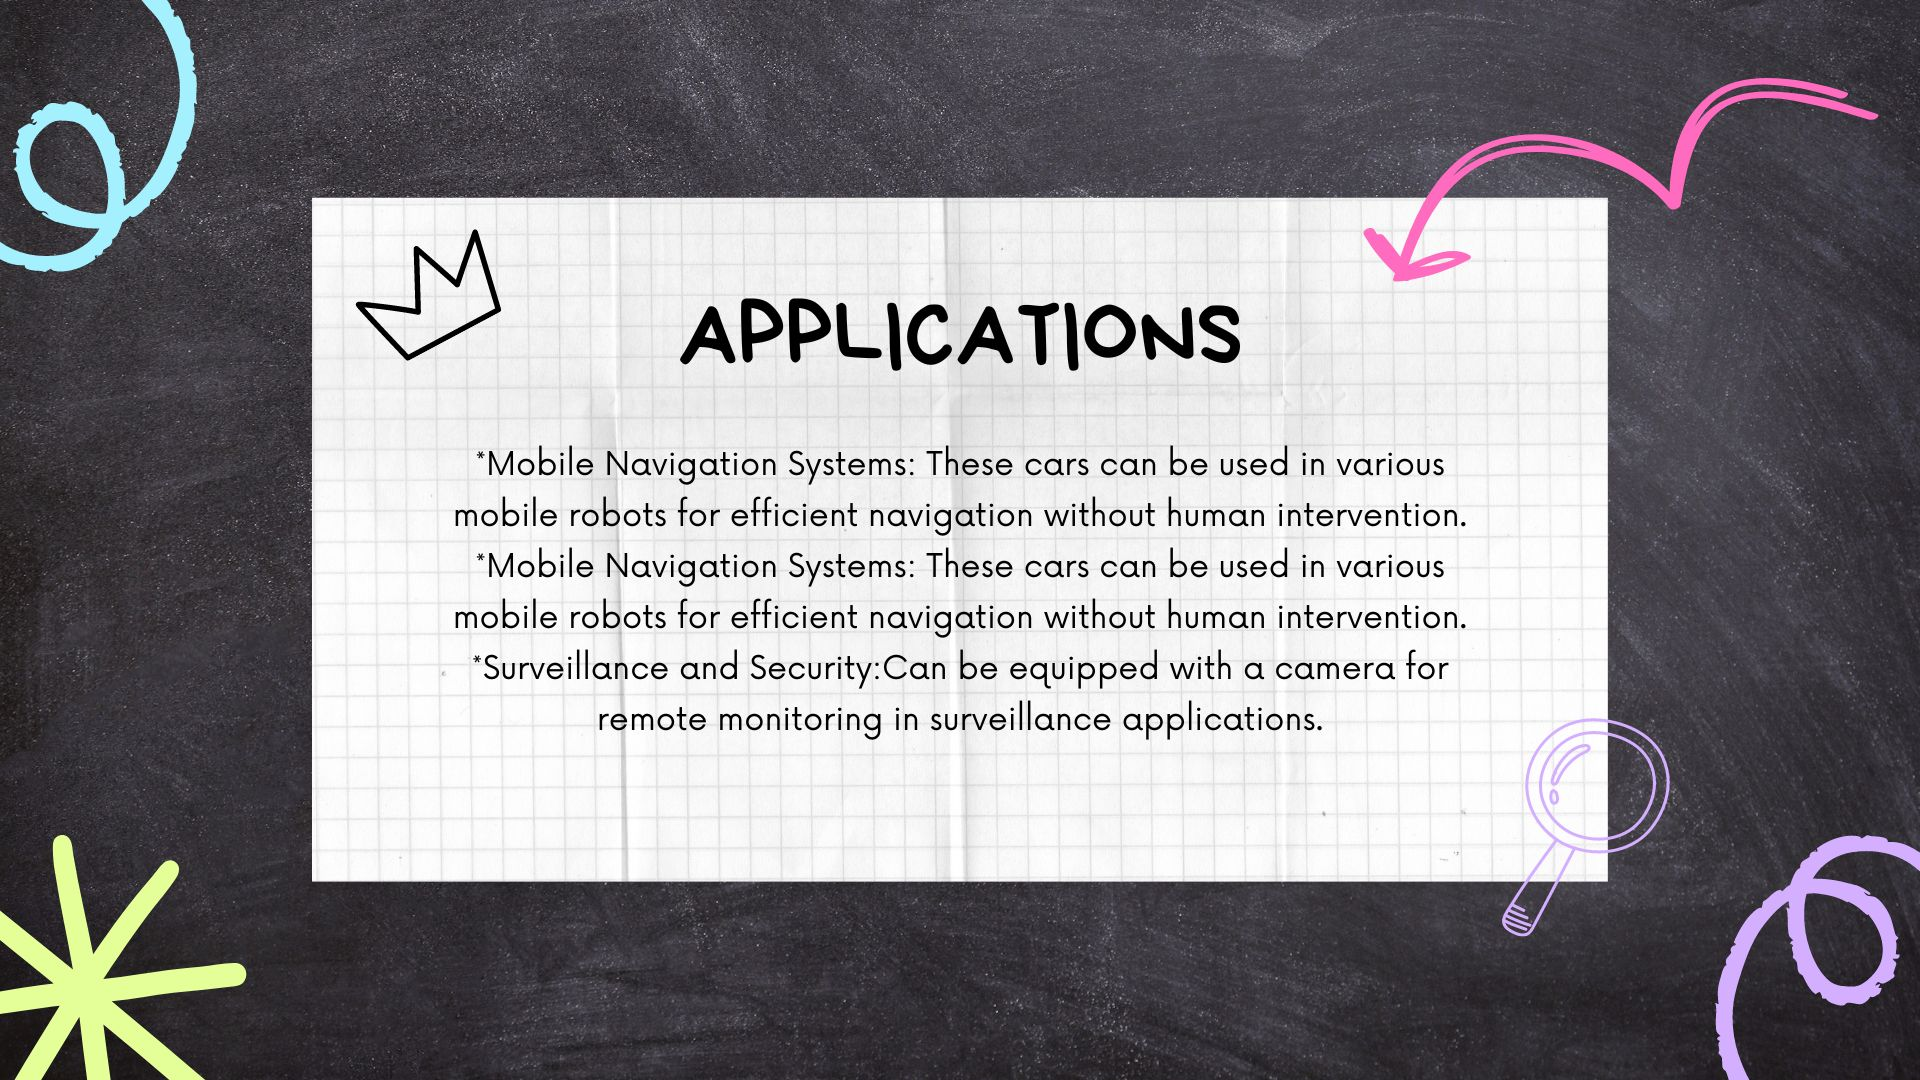 APPLICATIONS
*Mobile Navigation Systems: These cars can be used in various
mobile robots for efficient navigation without human intervention.
*Mobile Navigation Systems: These cars can be used in various
mobile robots for efficient navigation without human intervention.
*Surveillance and Security:Can be equipped with a camera for
remote monitoring in surveillance applications.